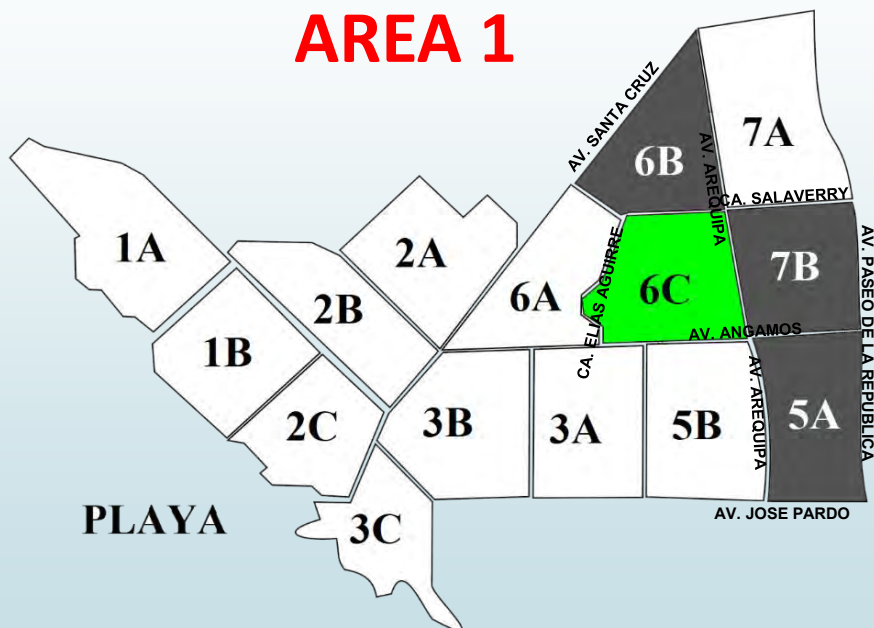 AREA 1
AV. SANTA CRUZ
7A
6B
AV. AREQUIPA
CA. SALAVERRY
1A
2A
AV. PASEO DE LA REPUBLICA
7B
2B
6A
CA. ELIAS AGUIRRE
6C
AV. ANGAMOS
1B
2C
3B
3A
5B
AV. AREQUIPA
5A
PLAYA
3C
AV. JOSE PARDO